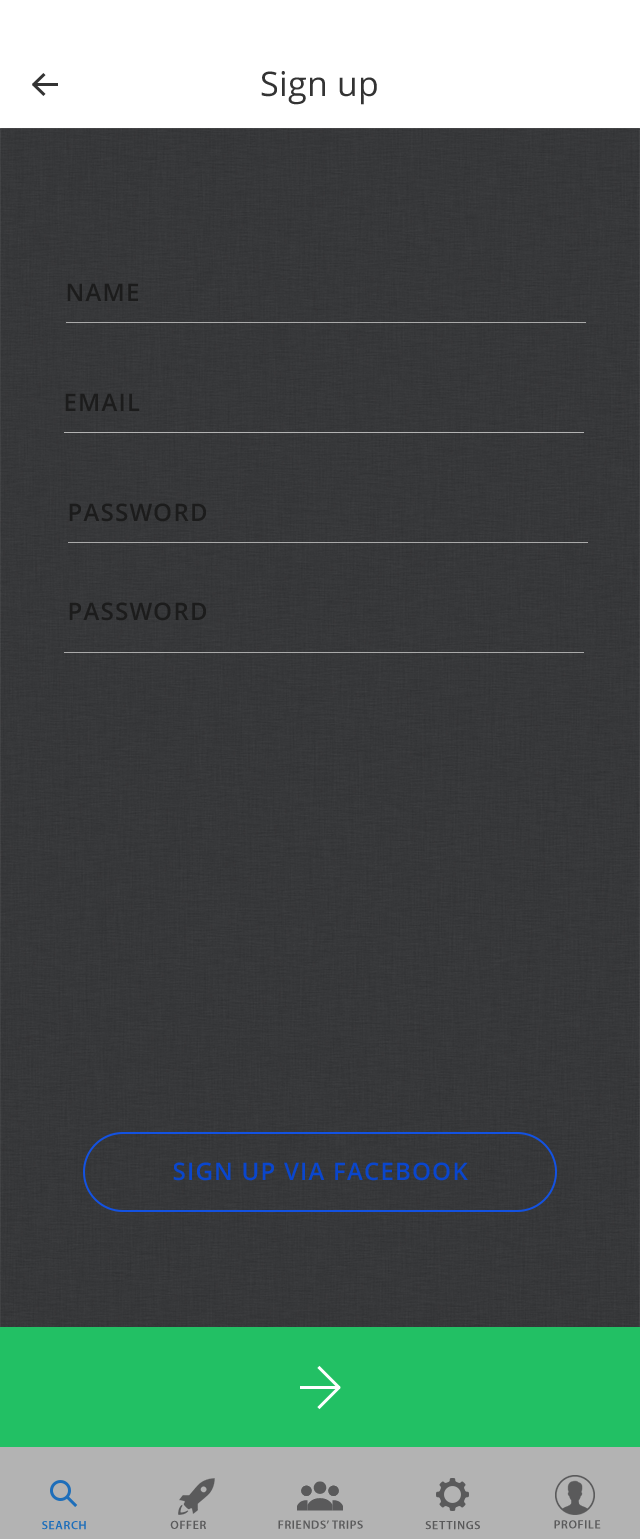 Sign up
NAME
EMAIL
PASSWORD
PASSWORD
SIGN UP VIA FACEBOOK
SEARCH
OFFER
FRIENDS' TRIPS
SETTINGS
PROFILE